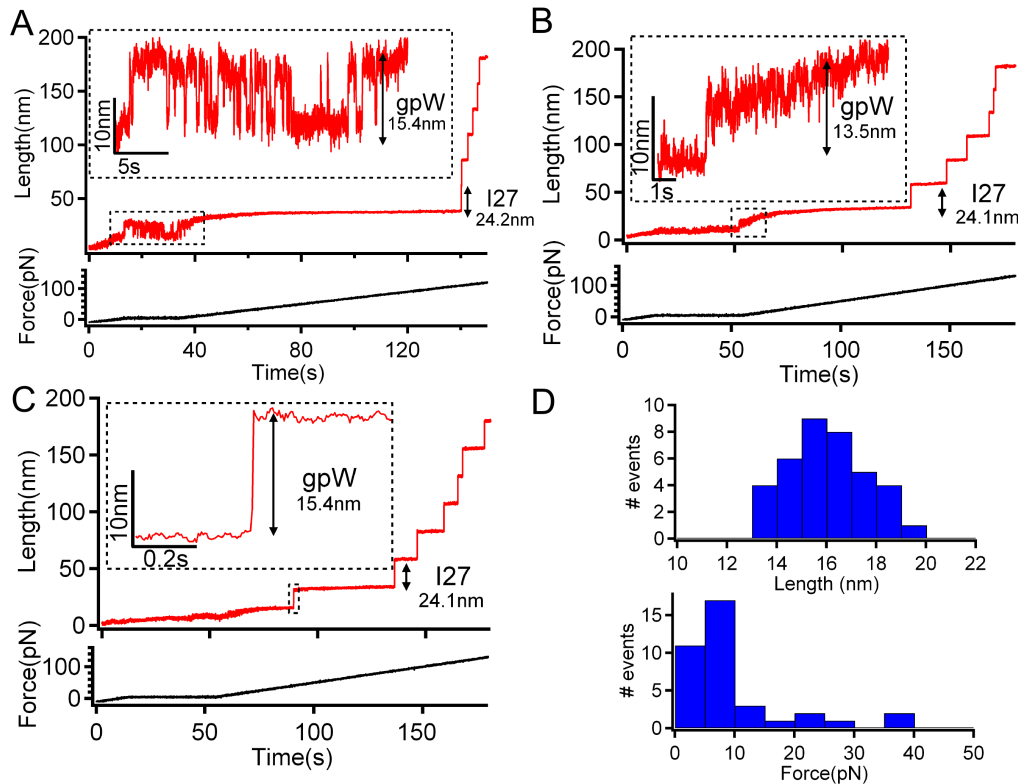 A
200
150
100
50
Length(nm)
10nm
5s
gpW
15.4nm
I27
24.2nm
100
0
Force(pN)
0
40
80
120
Time(s)
B
200
150
100
50
0
Length(nm)
10nm
1s
gpW
13.5nm
I27
24.1nm
100
0
Force(pN)
0
50
100
150
Time(s)
C
200
150
100
50
0
Length(nm)
10nm
0.2s
gpW
15.4nm
I27
24.1nm
100
0
Force(pN)
0
50
100
150
Time(s)
D
10
8
6
4
2
0
# events
10 12 14 16 18 20 22
Length (nm)
15
10
5
0
# events
0 10 20 30 40 50
Force(pN)